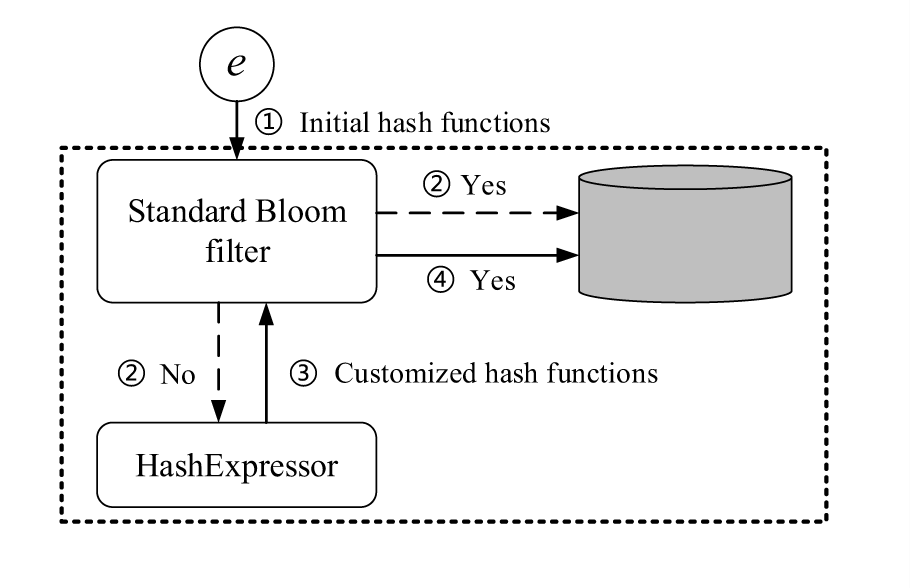 e
① Initial hash functions
Standard Bloom
filter
② Yes
④ Yes
② No
③ Customized hash functions
HashExpressor